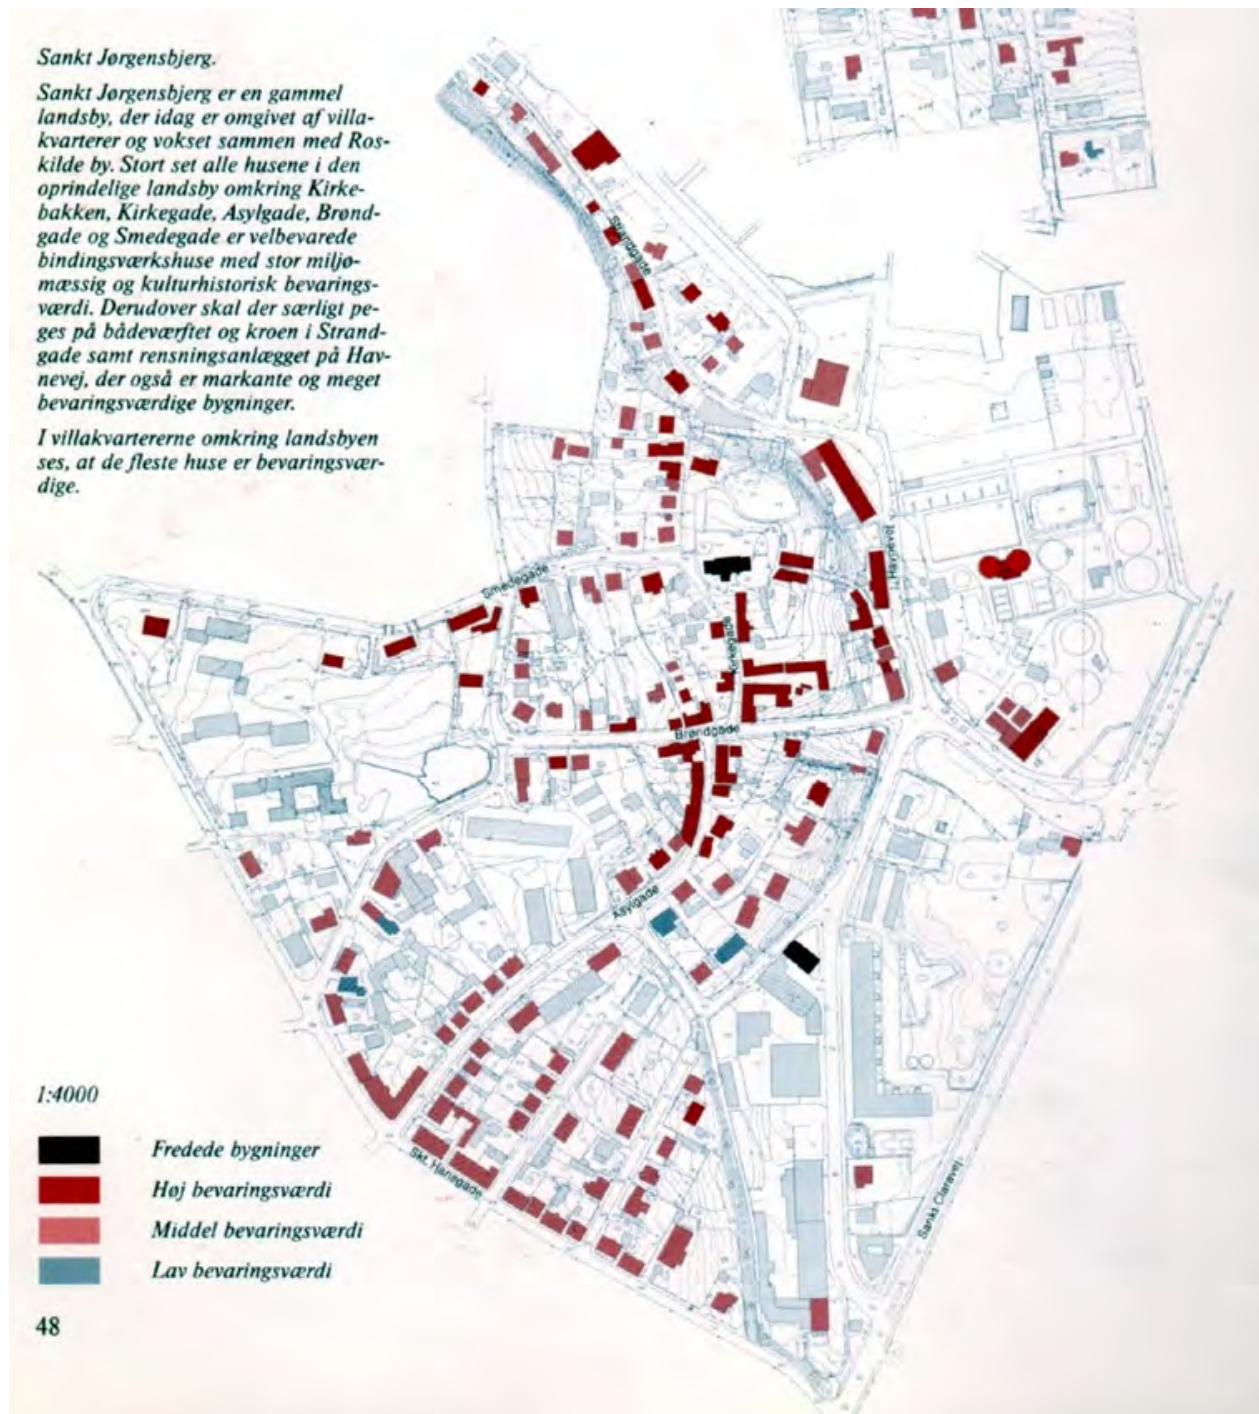 Sankt Jørgensbjerg.
Sankt Jørgensbjerg er en gammel
landsby, der idag er omgivet af villa-
kvarterer og vokset sammen med Ros-
kilde by. Stort set alle husene i den
oprindelige landsby omkring Kirke-
bakken, Kirkegade, Asylgade, Brønd-
gade og Smedegade er velbevarede
bindingsværkshuse med stor miljø-
mæssig og kulturhistorisk bevarings-
værdi. Derudover skal der særligt pe-
ges på bådeværftet og kroen i Strand-
gade samt rensningsanlægget på Hav-
nevej, der også er markante og meget
bevaringsværdige bygninger.
I villakvartererne omkring landsbyen
ses, at de fleste huse er bevaringsvær-
dige.
Strandgade
Havnevej
Smedegade
Kirkegade
Brøndgade
Asylgade
Skt. Hansgade
Sankt Claravej
1:4000
Fredede bygninger
Høj bevaringsværdi
Middel bevaringsværdi
Lav bevaringsværdi
48